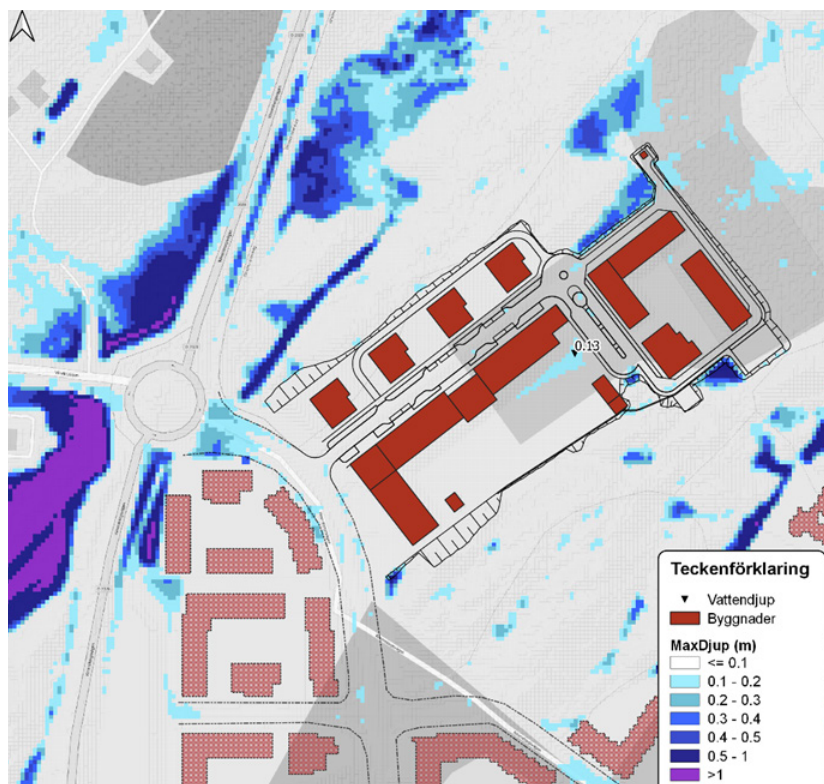 0.13
Teckenförklaring
Vattendjup
Byggnader
MaxDjup (m)
<= 0.1
0.1 - 0.2
0.2 - 0.3
0.3 - 0.4
0.4 - 0.5
0.5 - 1
>1